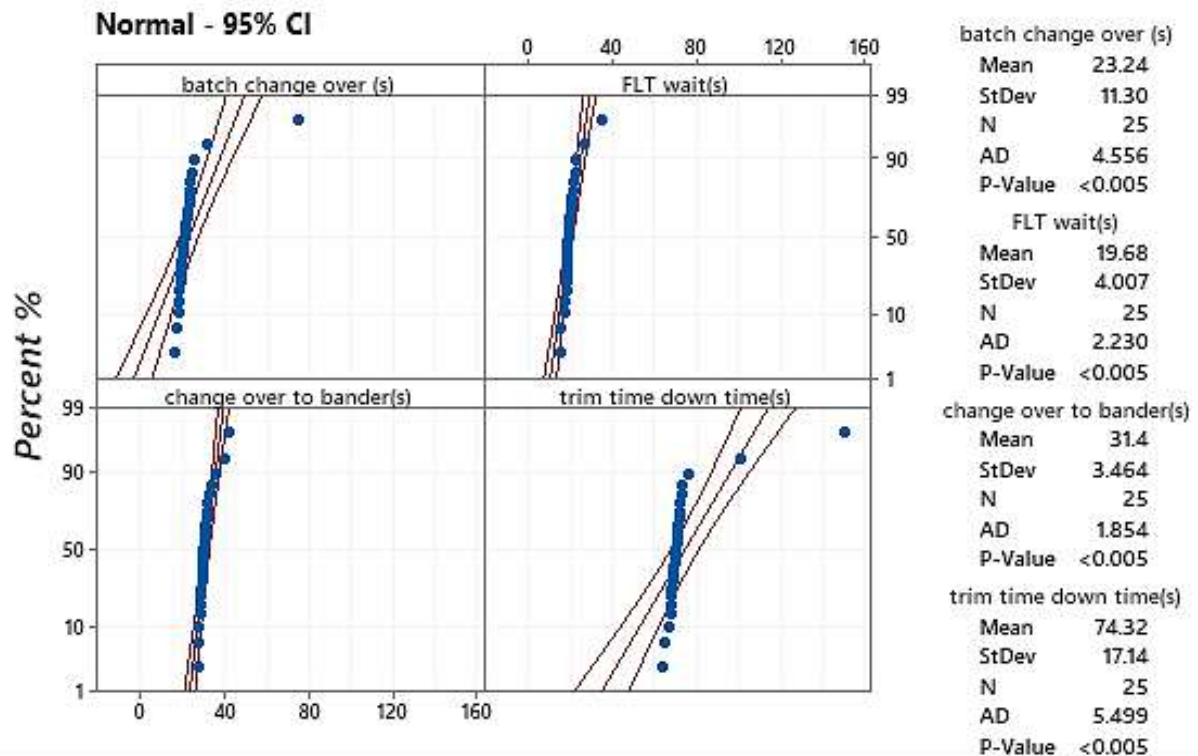 Normal - 95% CI
0 40 80 120 160
batch change over (s) FLT wait(s)
99
90
50
10
1
Percent %
change over to bander(s) trim time down time(s)
99
90
50
10
1
0 40 80 120 160
batch change over (s)
Mean 23.24
StDev 11.30
N 25
AD 4.556
P-Value <0.005
FLT wait(s)
Mean 19.68
StDev 4.007
N 25
AD 2.230
P-Value <0.005
change over to bander(s)
Mean 31.4
StDev 3.464
N 25
AD 1.854
P-Value <0.005
trim time down time(s)
Mean 74.32
StDev 17.14
N 25
AD 5.499
P-Value <0.005